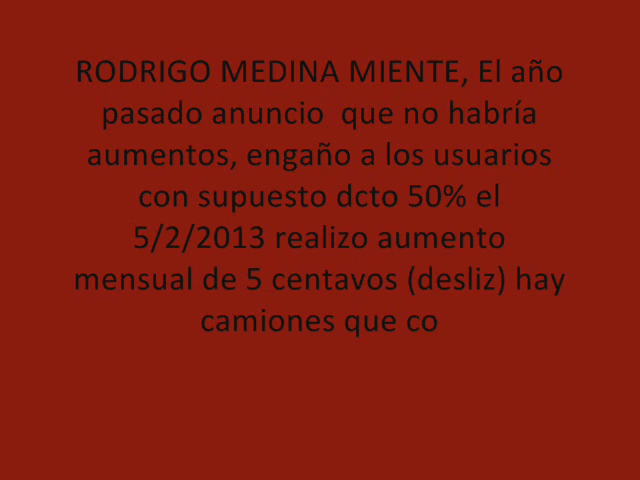 RODRIGO MEDINA MIENTE, El año
pasado anuncio  que no habría
aumentos, engaño a los usuarios
con supuesto dcto 50% el
5/2/2013 realizo aumento
mensual de 5 centavos (desliz) hay
camiones que co